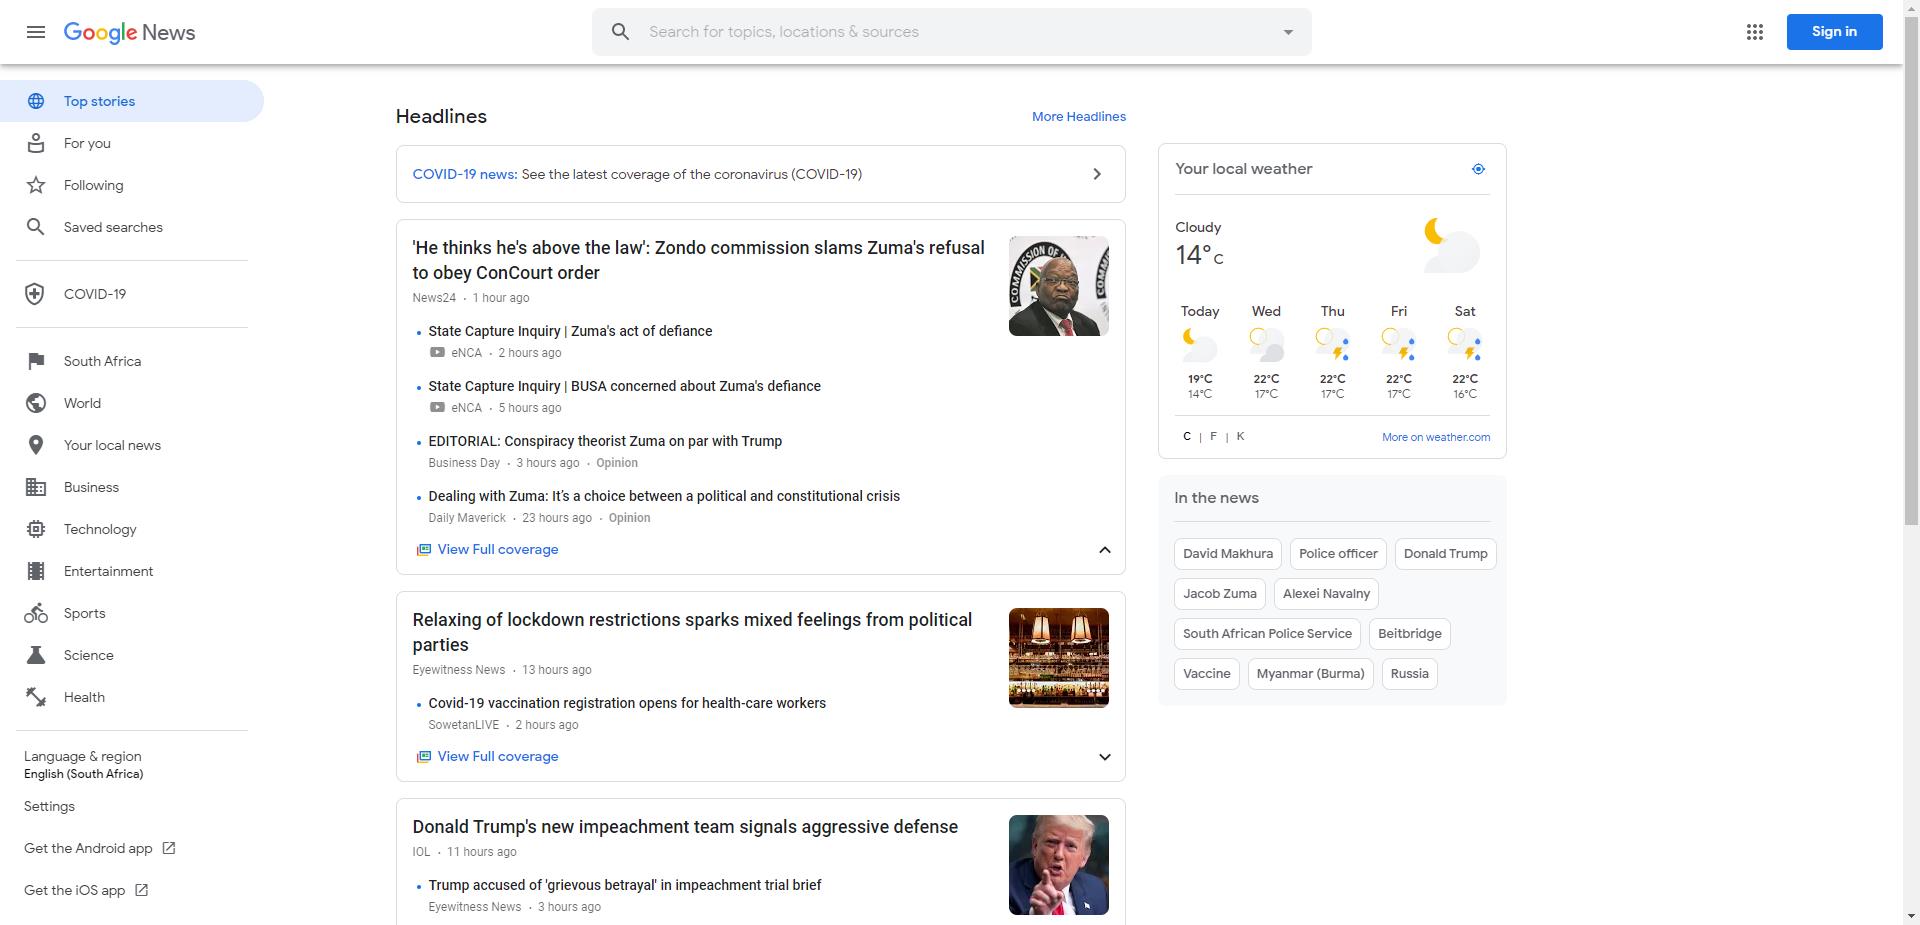 Google News
Search for topics, locations & sources
Sign in
Top stories
For you
Following
Saved searches
COVID-19
South Africa
World
Your local news
Business
Technology
Entertainment
Sports
Science
Health
Language & region
English (South Africa)
Settings
Get the Android app
Get the iOS app
Headlines
More Headlines
COVID-19 news: See the latest coverage of the coronavirus (COVID-19)
'He thinks he's above the law': Zondo commission slams Zuma's refusal
to obey ConCourt order
News24 · 1 hour ago
COMMISSION OF
State Capture Inquiry | Zuma's act of defiance
eNCA · 2 hours ago
State Capture Inquiry | BUSA concerned about Zuma's defiance
eNCA · 5 hours ago
EDITORIAL: Conspiracy theorist Zuma on par with Trump
Business Day · 3 hours ago · Opinion
Dealing with Zuma: It's a choice between a political and constitutional crisis
Daily Maverick · 23 hours ago · Opinion
View Full coverage
Relaxing of lockdown restrictions sparks mixed feelings from political
parties
Eyewitness News · 13 hours ago
Covid-19 vaccination registration opens for health-care workers
SowetanLIVE · 2 hours ago
View Full coverage
Donald Trump's new impeachment team signals aggressive defense
IOL · 11 hours ago
Trump accused of 'grievous betrayal' in impeachment trial brief
Eyewitness News · 3 hours ago
Your local weather
Cloudy
14° C
Today Wed Thu Fri Sat
19°C 22°C 22°C 22°C 22°C
14°C 17°C 17°C 17°C 16°C
C | F | K
More on weather.com
In the news
David Makhura Police officer Donald Trump
Jacob Zuma Alexei Navalny
South African Police Service Beitbridge
Vaccine Myanmar (Burma) Russia